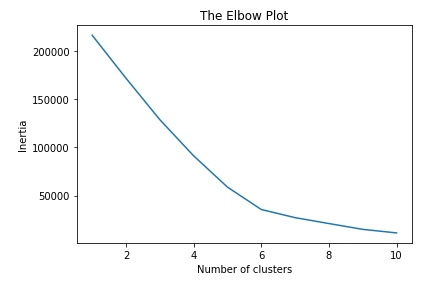 The Elbow Plot
200000
150000
100000
50000
Inertia
2 4 6 8 10
Number of clusters